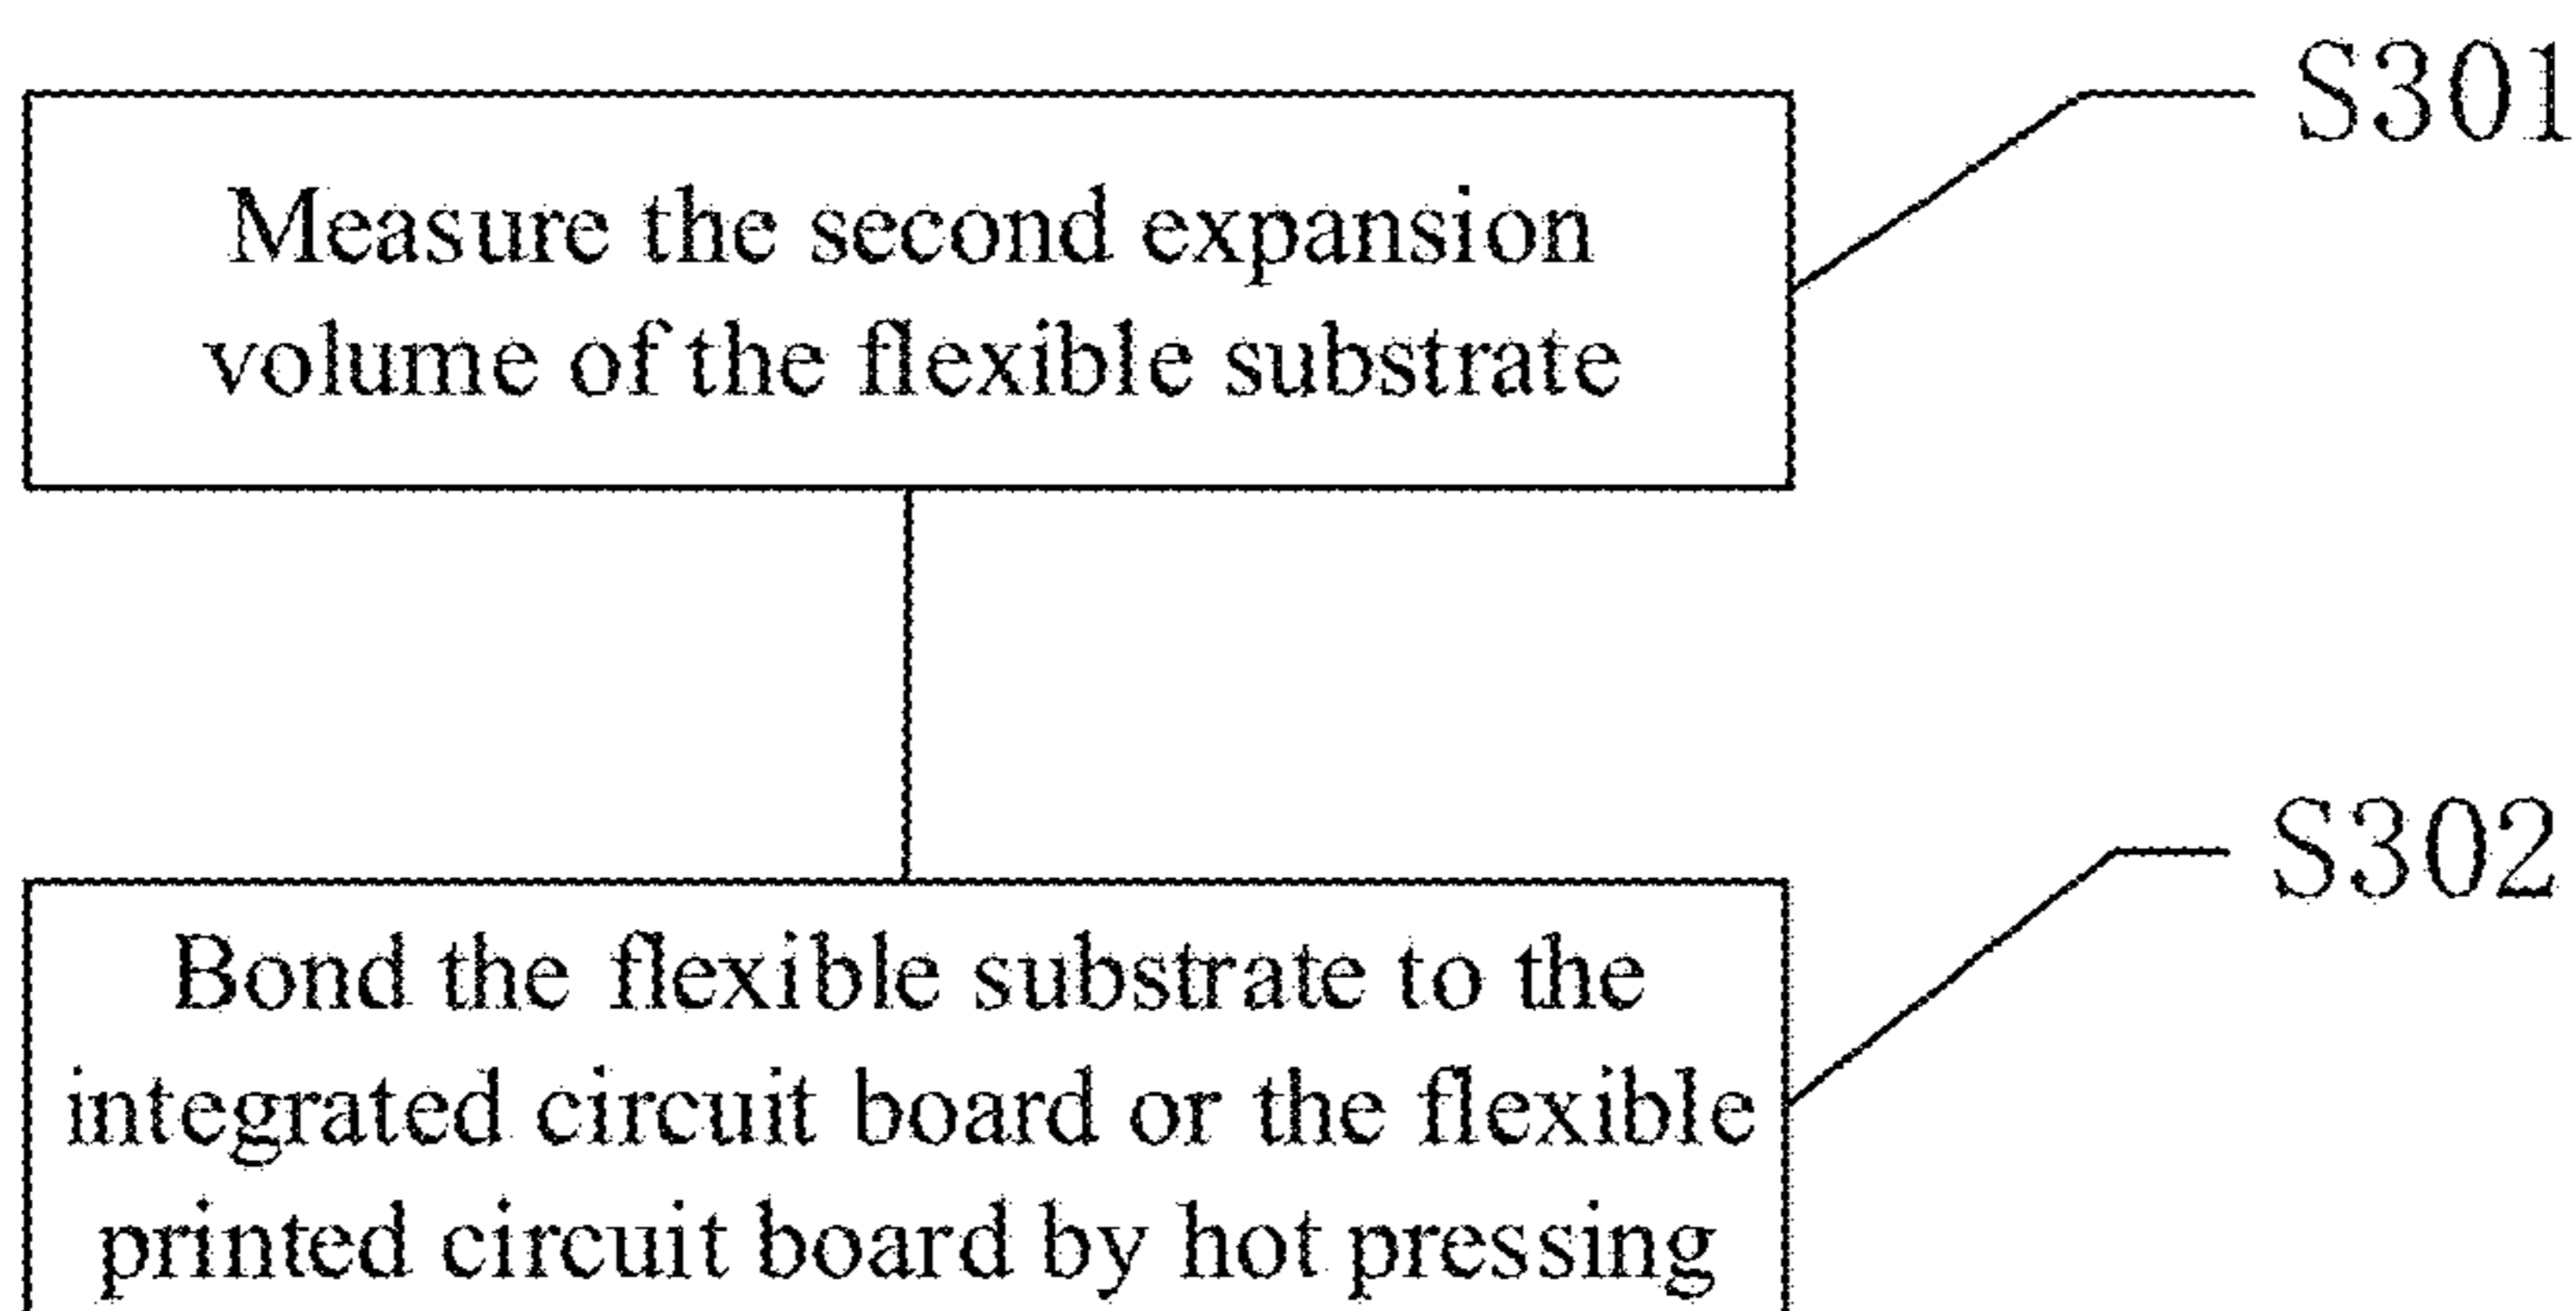 S301
Measure the second expansion
volume of the flexible substrate
S302
Bond the flexible substrate to the
integrated circuit board or the flexible
printed circuit board by hot pressing